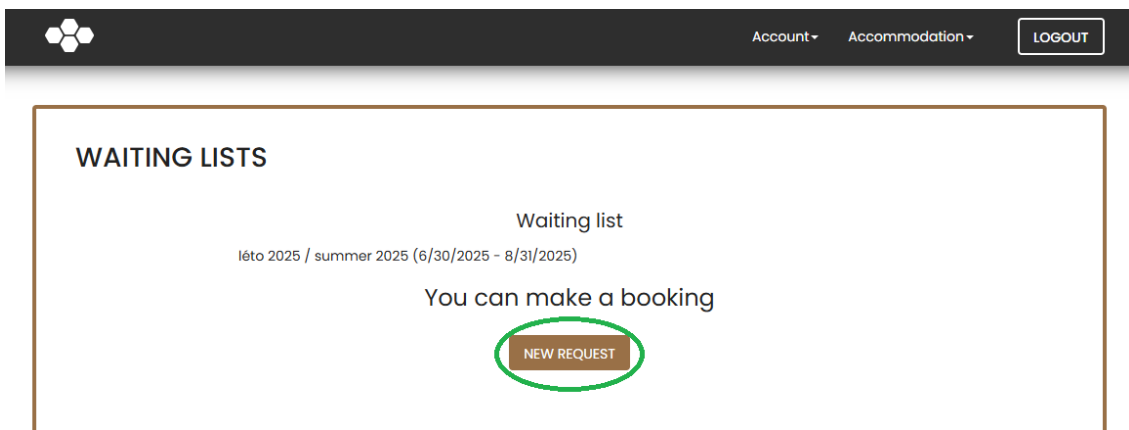 Account Accommodation LOGOUT
WAITING LISTS
Waiting list
léto 2025 / summer 2025 (6/30/2025 - 8/31/2025)
You can make a booking
NEW REQUEST